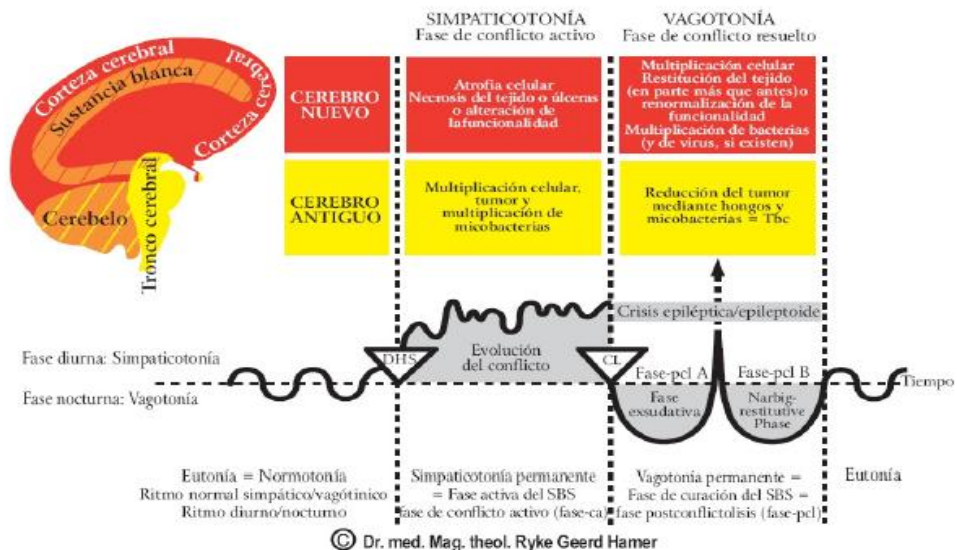 SIMPATICOTONÍA
Fase de conflicto activo
VAGOTONÍA
Fase de conflicto resuelto
Corteza cerebral
Corteza cerebral
Sustancia blanca
Cerebelo
Tronco cerebral
CEREBRO
NUEVO
Atrofia celular
Necrosis del tejido o úlceras
o alteración de
lafuncionalidad
Multiplicación celular
Restitución del tejido
(en parte más que antes) o
renormalización de la
funcionalidad
Multiplicación de bacterias
(y de virus, si existen)
CEREBRO
ANTIGUO
Multiplicación celular,
tumor y
multiplicación de
micobacterias
Reducción del tumor
mediante hongos y
micobacterias = Tbc
Crisis epiléptica/epileptoide
DHS
Evolución
del conflicto
CL
Fase diurna: Simpaticotonía
Fase nocturna: Vagotonía
Fase-pcl A
Fase
exsudativa
Fase-pcl B
Narbig-
restitutive
Phase
Tiempo
Eutonía = Normotonía
Ritmo normal simpático/vagótinico
Ritmo diurno/nocturno
Simpaticotonía permanente
= Fase activa del SBS
fase de conflicto activo (fase-ca)
Vagotonía permanente =
Fase de curación del SBS =
fase postconflictolisis (fase-pcl)
Eutonía
© Dr. med. Mag. theol. Ryke Geerd Hamer